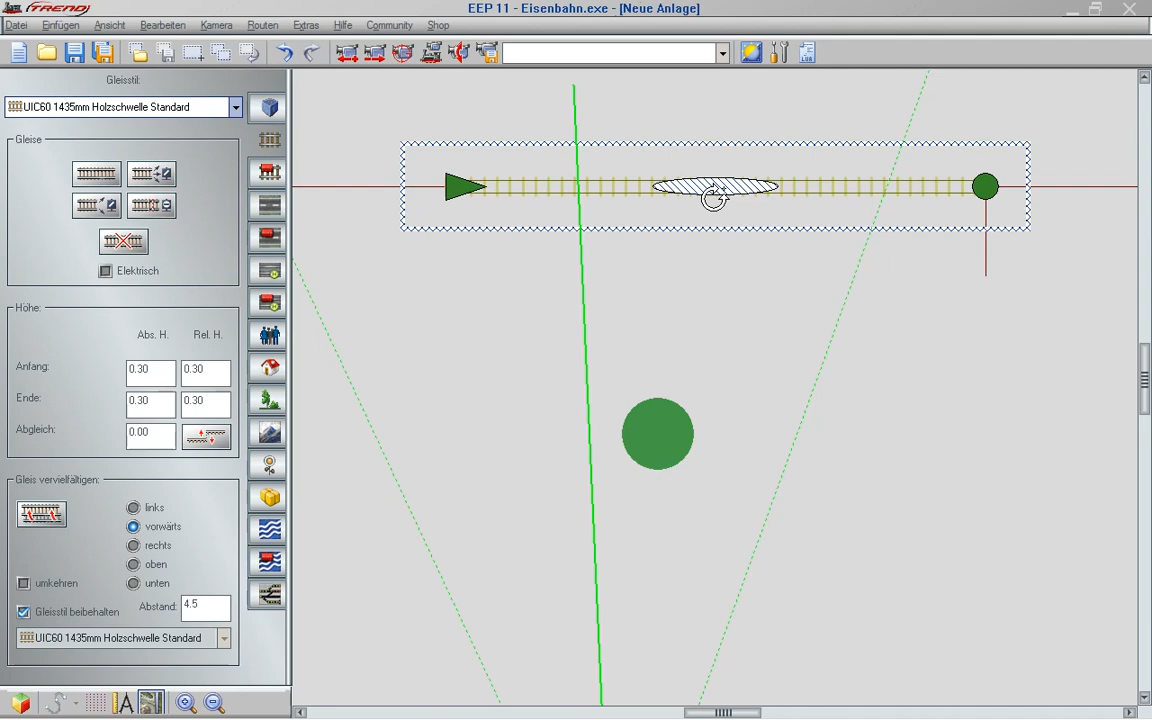 TREND
EEP 11 - Eisenbahn.exe - [Neue Anlage]
Datei Einfügen Ansicht Bearbeiten Kamera Routen Extras Hilfe Community Shop
LUA
Gleisstil:
UIC60 1435mm Holzschwelle Standard
Gleise
Elektrisch
Höhe:
Abs. H. Rel. H.
Anfang: 0.30 0.30
Ende: 0.30 0.30
Abgleich: 0.00
Gleis vervielfältigen:
links
vorwärts
rechts
oben
umkehren unten
Gleisstil beibehalten Abstand: 4.5
UIC60 1435mm Holzschwelle Standard